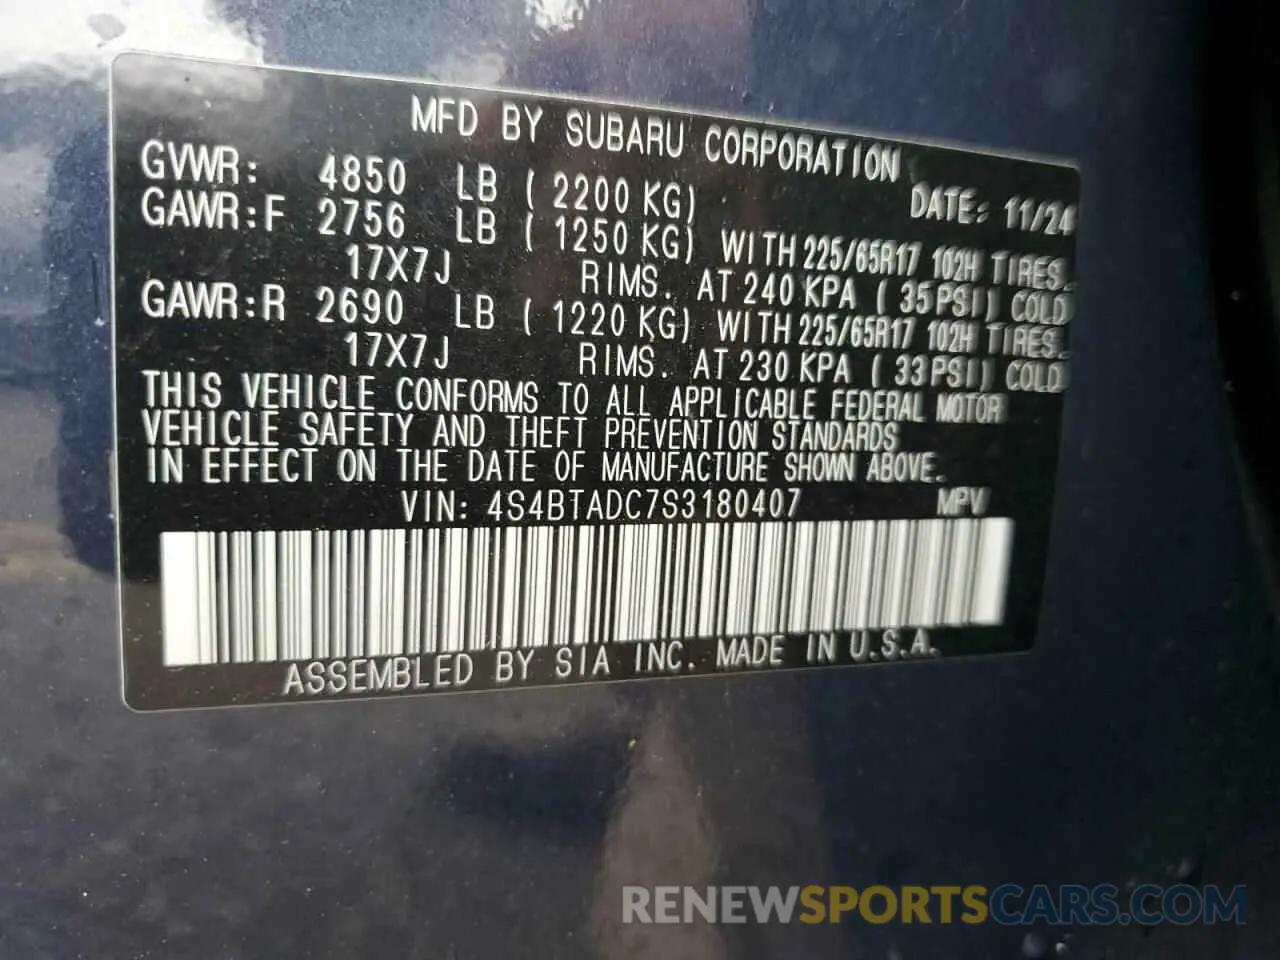 MFD BY SUBARU CORPORATION
GVWR: 4850 LB ( 2200 KG) DATE: 11/24
GAWR:F 2756 LB ( 1250 KG) WITH 225/65R17 102H TIRES.
17X7J RIMS. AT 240 KPA ( 35PSI) COLD
GAWR:R 2690 LB ( 1220 KG) WITH 225/65R17 102H TIRES.
17X7J RIMS. AT 230 KPA ( 33PSI) COLD
THIS VEHICLE CONFORMS TO ALL APPLICABLE FEDERAL MOTOR
VEHICLE SAFETY AND THEFT PREVENTION STANDARDS
IN EFFECT ON THE DATE OF MANUFACTURE SHOWN ABOVE.
VIN: 4S4BTADC7S3180407 MPV
ASSEMBLED BY SIA INC. MADE IN U.S.A.
RENEWSPORTSCARS.COM